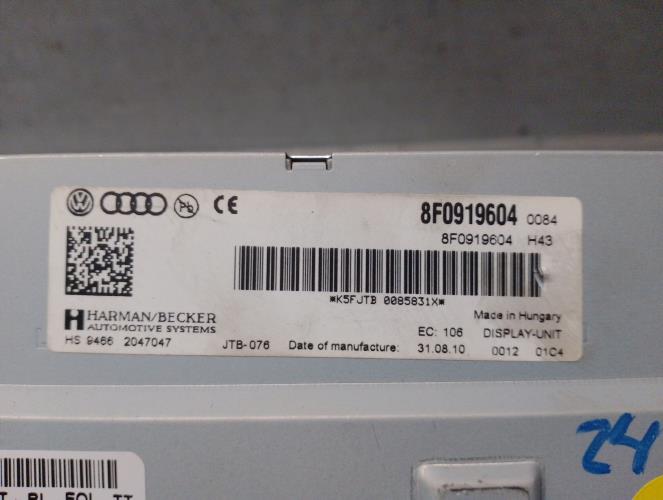 8F0919604 0084
8F0919604 H43
*K5FJTB 0085831X*
HARMAN/BECKER
AUTOMOTIVE SYSTEMS
Made in Hungary
EC: 106 DISPLAY-UNIT
HS 9466 2047047 JTB-076 Date of manufacture: 31.08.10 0012 01C4
24